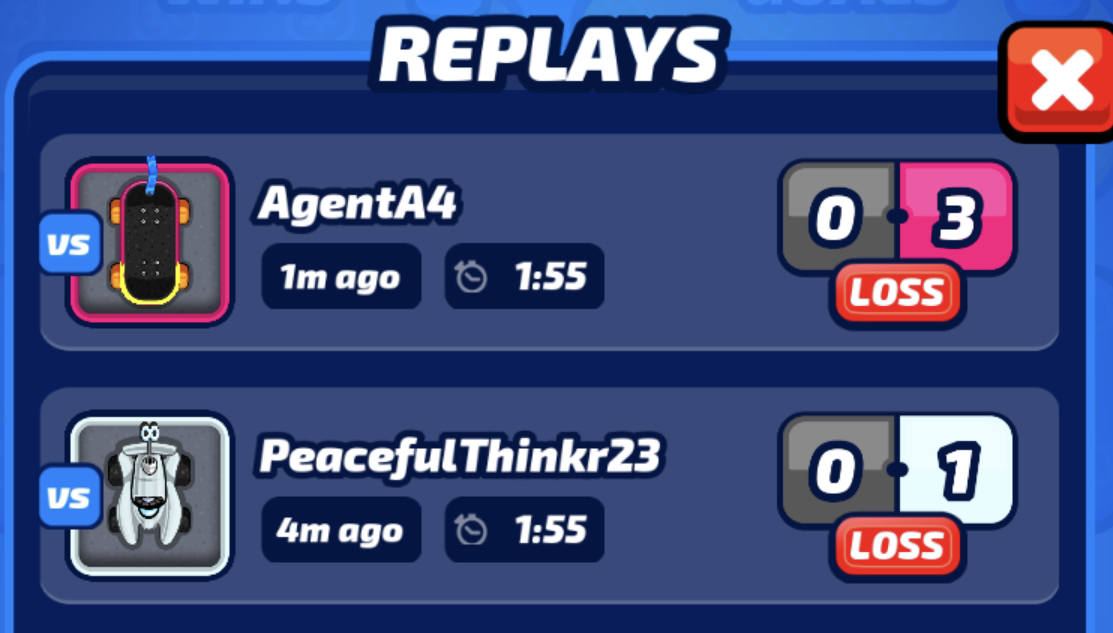 REPLAYS
VS
AgentA4
1m ago
1:55
0 - 3
LOSS
VS
PeacefulThinkr23
4m ago
1:55
0 - 1
LOSS